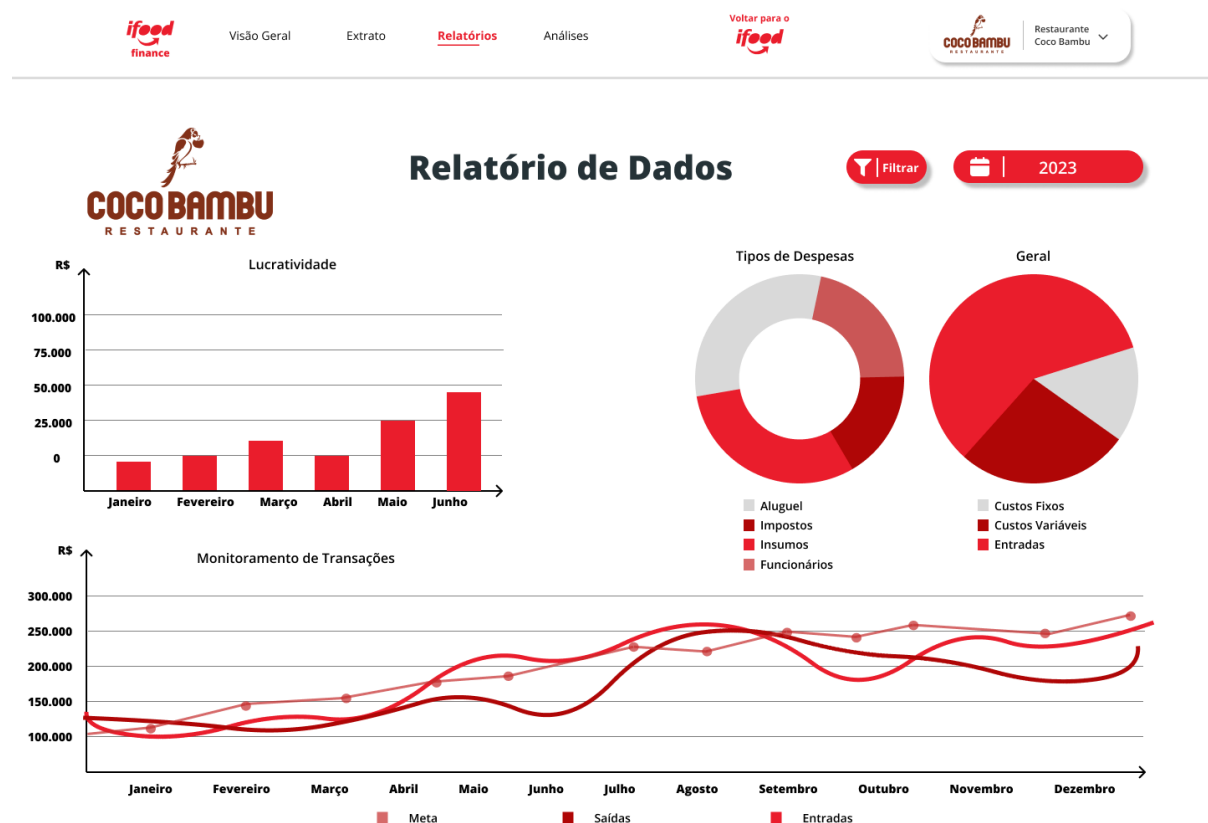 ifood
finance
Visão Geral
Extrato
Relatórios
Análises
Voltar para o
ifood
COCO BAMBU
RESTAURANTE
Restaurante
Coco Bambu
COCO BAMBU
RESTAURANTE
Relatório de Dados
Filtrar
2023
R$
Lucratividade
100.000
75.000
50.000
25.000
0
Janeiro Fevereiro Março Abril Maio Junho
Tipos de Despesas
Aluguel
Impostos
Insumos
Funcionários
Geral
Custos Fixos
Custos Variáveis
Entradas
R$
Monitoramento de Transações
300.000
250.000
200.000
150.000
100.000
Janeiro Fevereiro Março Abril Maio Junho Julho Agosto Setembro Outubro Novembro Dezembro
Meta Saídas Entradas